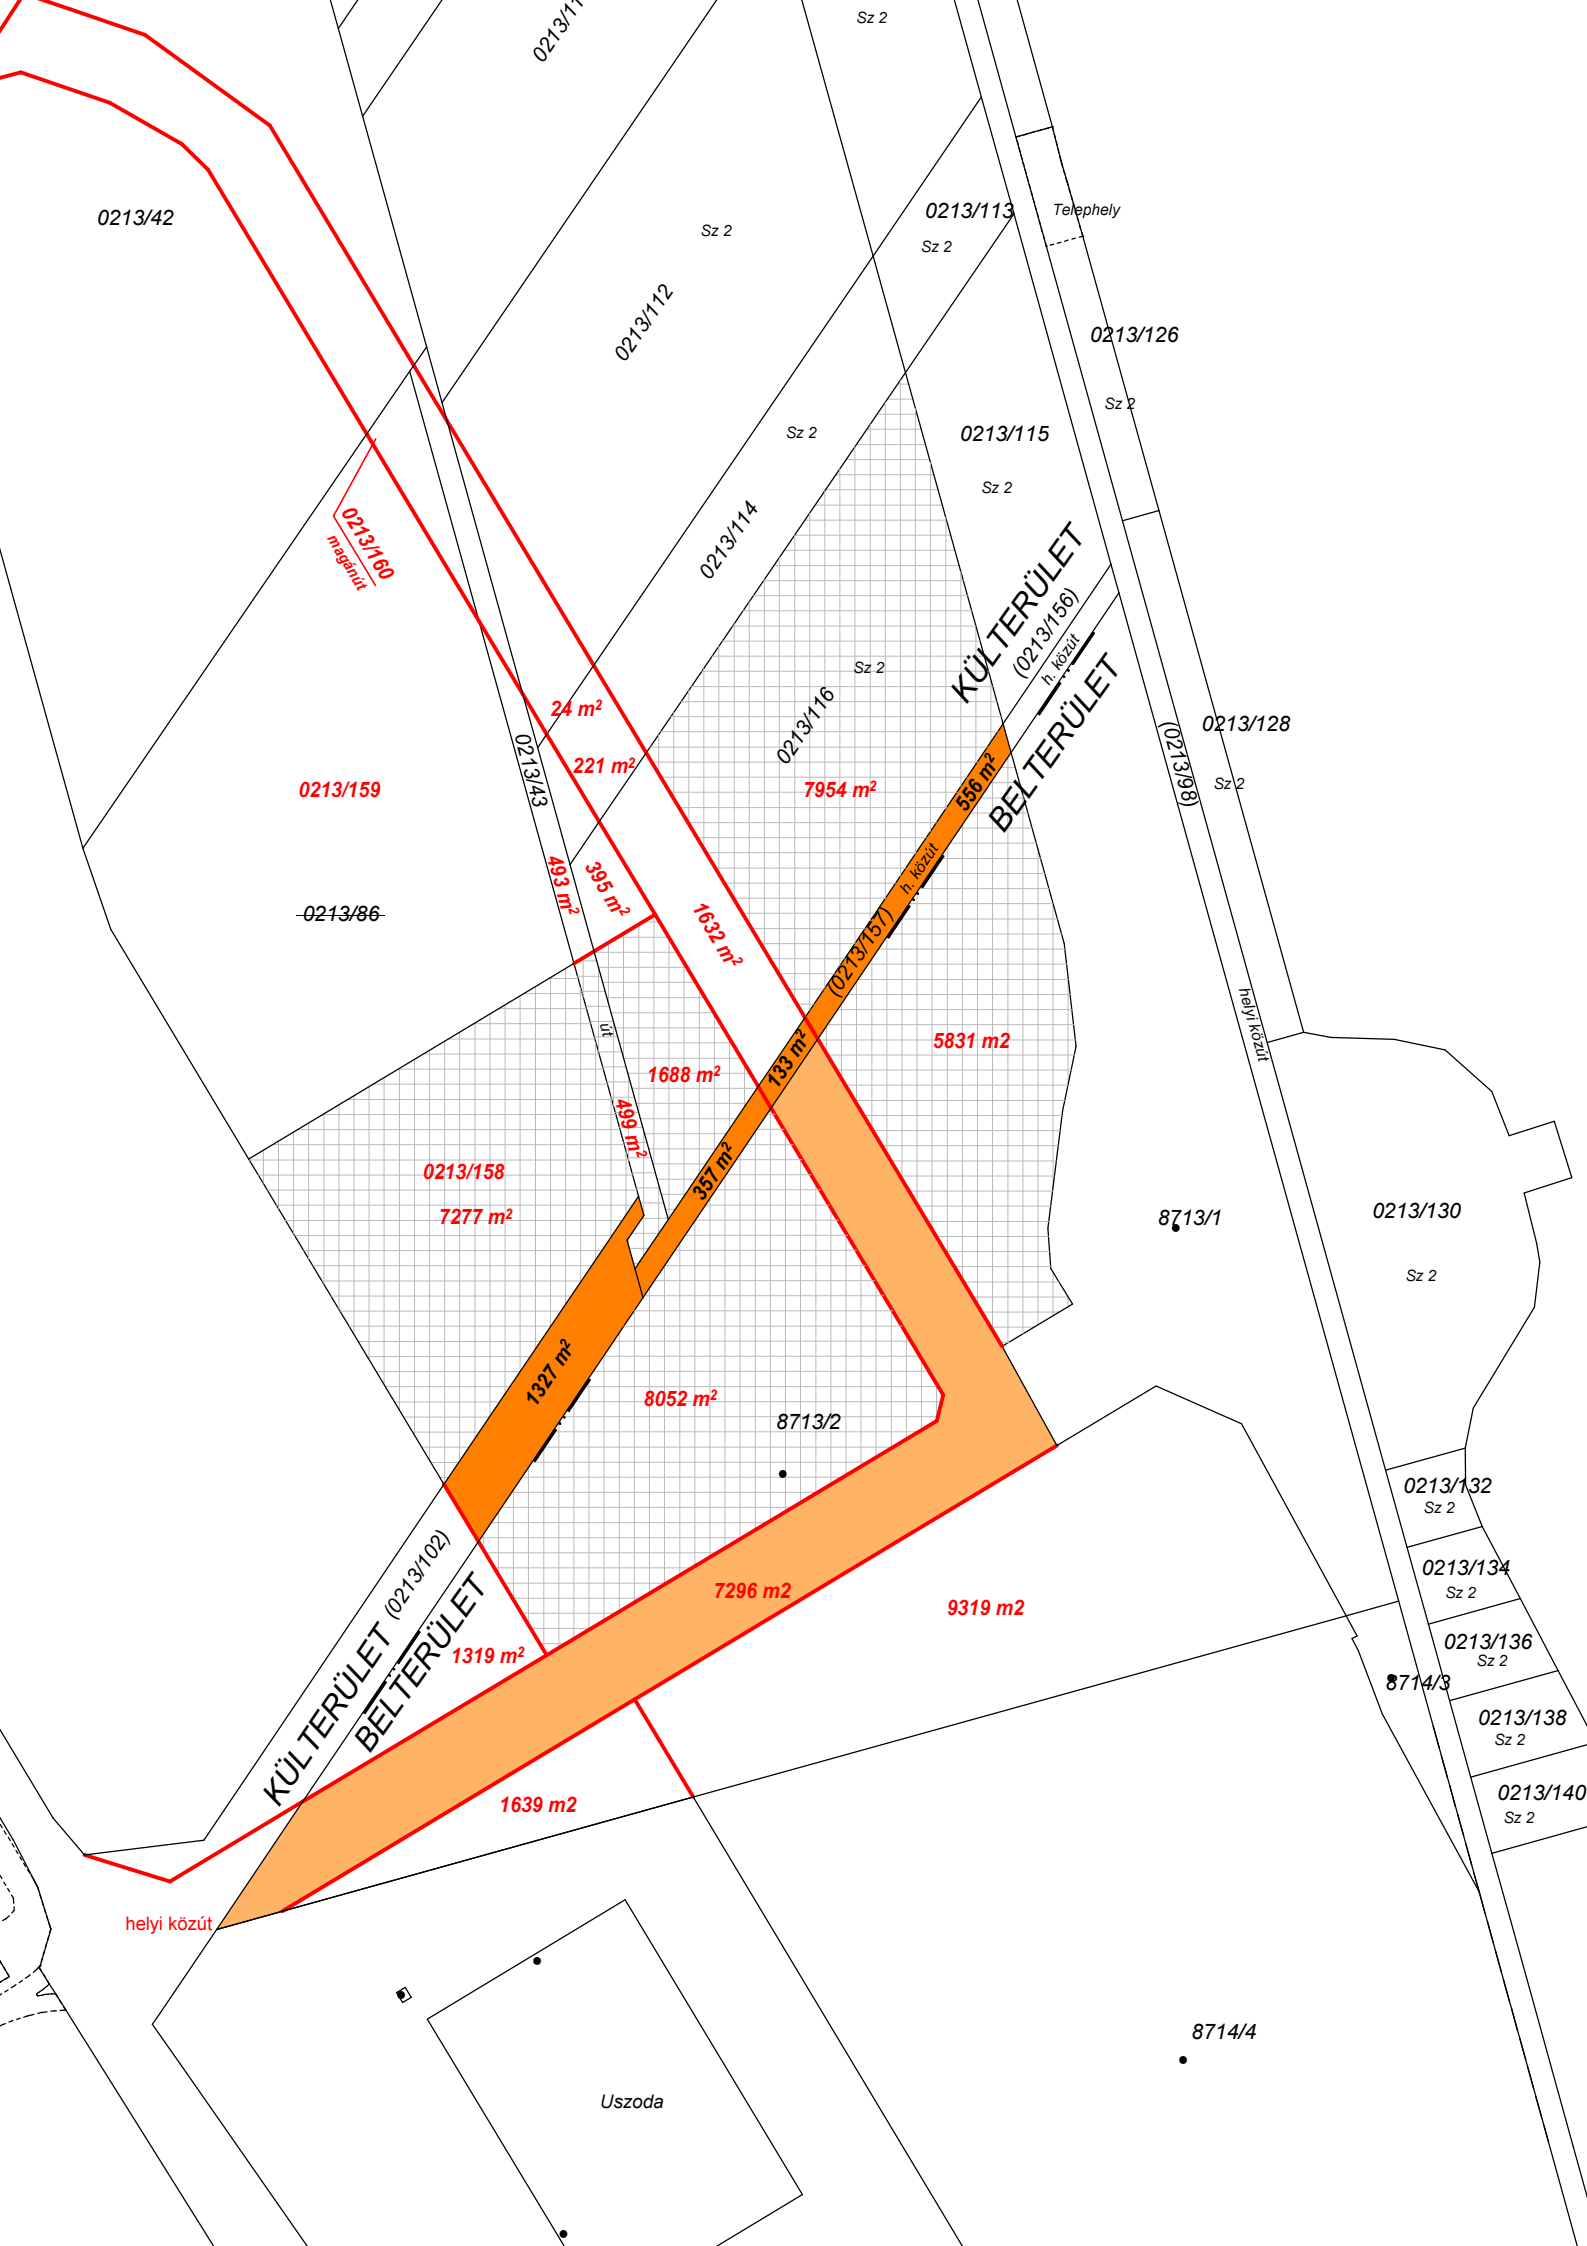 Sz 2
0213/11
0213/42
0213/113
Telephely
Sz 2
Sz 2
0213/112
0213/126
Sz 2
Sz 2
0213/115
Sz 2
0213/114
0213/160
magánút
KÜLTERÜLET
(0213/156)
h. közút
BELTERÜLET
Sz 2
0213/116
24 m²
221 m²
0213/43
0213/159
7954 m²
556 m²
(0213/98)
0213/128
Sz 2
h. közút
(0213/157)
493 m²
395 m²
1632 m²
0213/86
helyi közút
út
133 m²
5831 m2
1688 m²
499 m²
357 m²
0213/158
7277 m²
8713/1
0213/130
Sz 2
1327 m²
8052 m²
8713/2
0213/132
Sz 2
(0213/102)
KÜLTERÜLET
BELTERÜLET
7296 m2
9319 m2
0213/134
Sz 2
1319 m²
0213/136
Sz 2
8714/3
0213/138
Sz 2
1639 m2
0213/140
Sz 2
helyi közút
8714/4
Uszoda